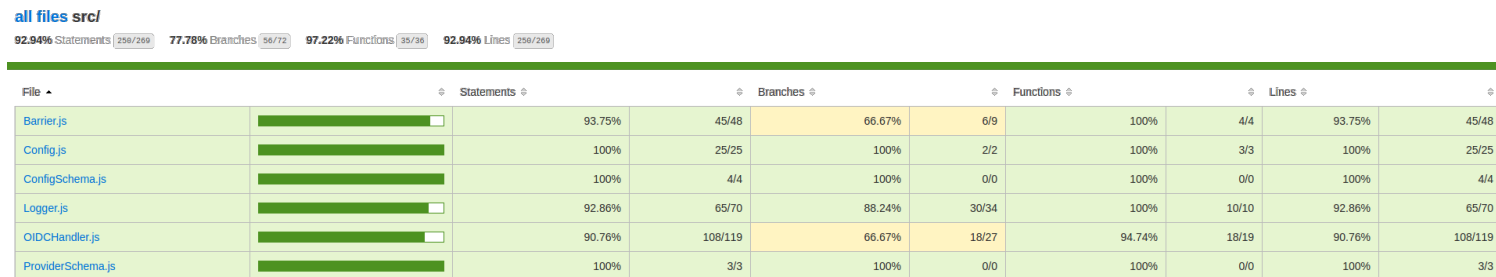 all files src/
92.94% Statements 250/269 77.78% Branches 56/72 97.22% Functions 35/36 92.94% Lines 250/269
File Statements Branches Functions Lines
Barrier.js 93.75% 45/48 66.67% 6/9 100% 4/4 93.75% 45/48
Config.js 100% 25/25 100% 2/2 100% 3/3 100% 25/25
ConfigSchema.js 100% 4/4 100% 0/0 100% 0/0 100% 4/4
Logger.js 92.86% 65/70 88.24% 30/34 100% 10/10 92.86% 65/70
OIDCHandler.js 90.76% 108/119 66.67% 18/27 94.74% 18/19 90.76% 108/119
ProviderSchema.js 100% 3/3 100% 0/0 100% 0/0 100% 3/3